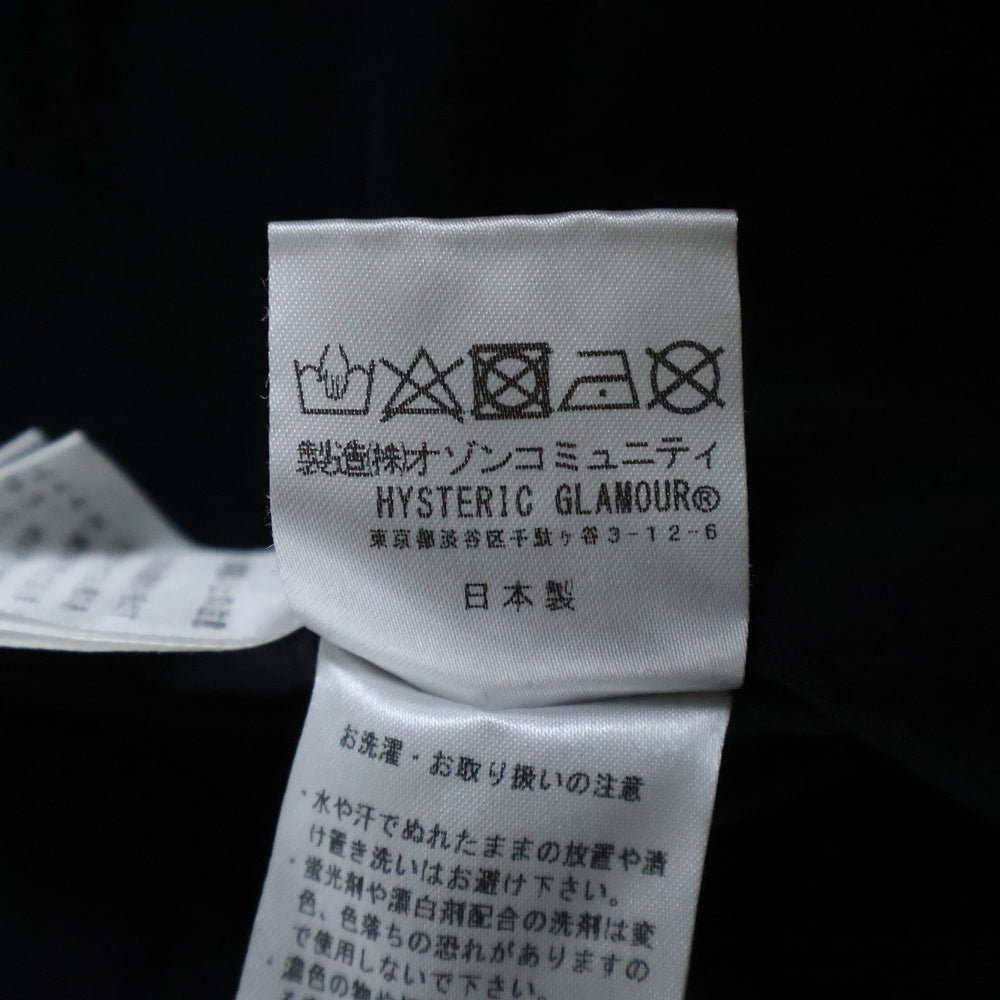 製造(株)オゾンコミュニティ
HYSTERIC GLAMOUR®
東京都渋谷区千駄ヶ谷3-12-6
日本製
お洗濯・お取り扱いの注意
・水や汗でぬれたままの放置や漬
け置き洗いはお避け下さい。
・蛍光剤や漂白剤配合の洗剤は変
色、色落ちの恐れがありますの
で使用しないで下さい。
・濃色の物や